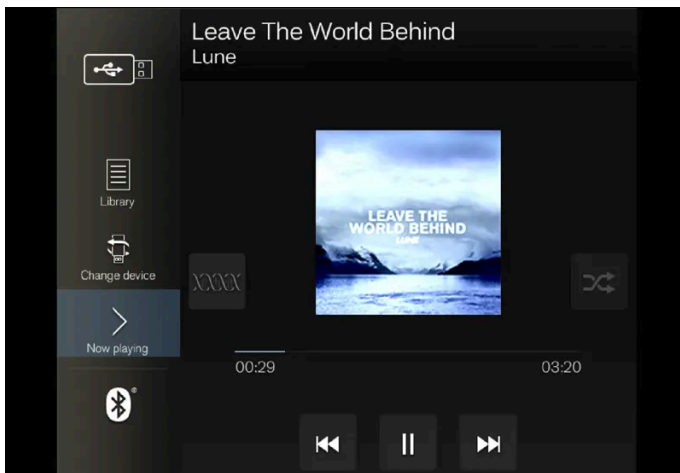 Leave The World Behind
Lune
Library
Change device
Now playing
LEAVE THE
WORLD BEHIND
LUNE
XXXX
00:29
03:20